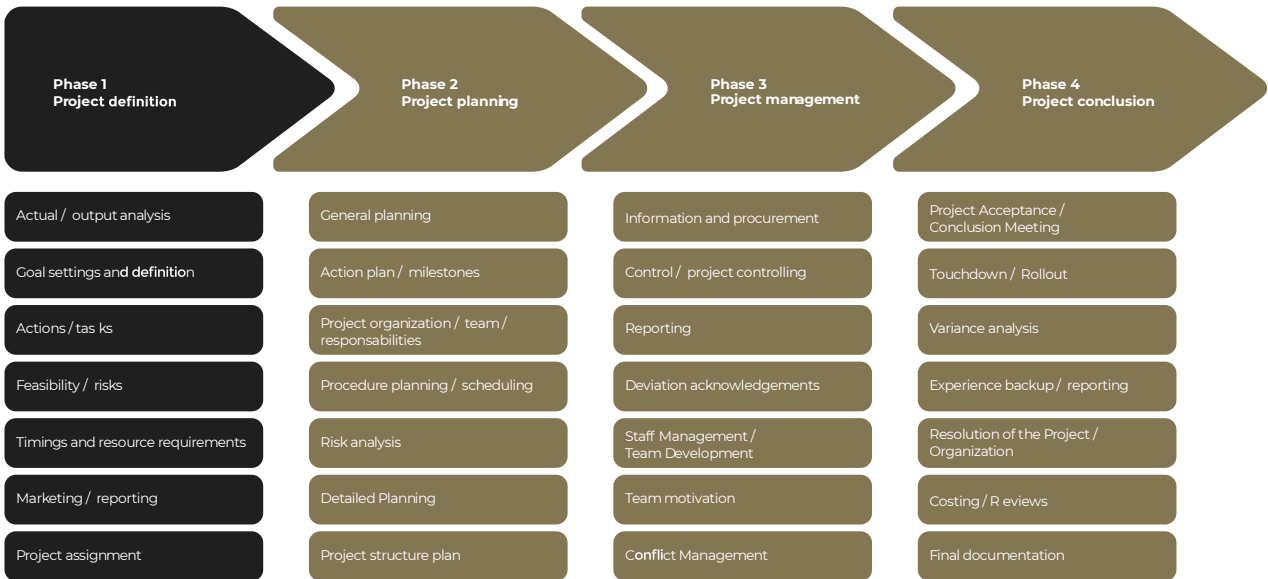 Phase 1
Project definition
Phase 2
Project planning
Phase 3
Project management
Phase 4
Project conclusion
Actual / output analysis
Goal settings and definition
Actions / tas ks
Feasibility / risks
Timings and resource requirements
Marketing / reporting
Project assignment
General planning
Action plan / milestones
Project organization / team /
responsabilities
Procedure planning / scheduling
Risk analysis
Detailed Planning
Project structure plan
Information and procurement
Control / project controlling
Reporting
Deviation acknowledgements
Staff Management /
Team Development
Team motivation
Conflict Management
Project Acceptance /
Conclusion Meeting
Touchdown / Rollout
Variance analysis
Experience backup / reporting
Resolution of the Project /
Organization
Costing / R eviews
Final documentation